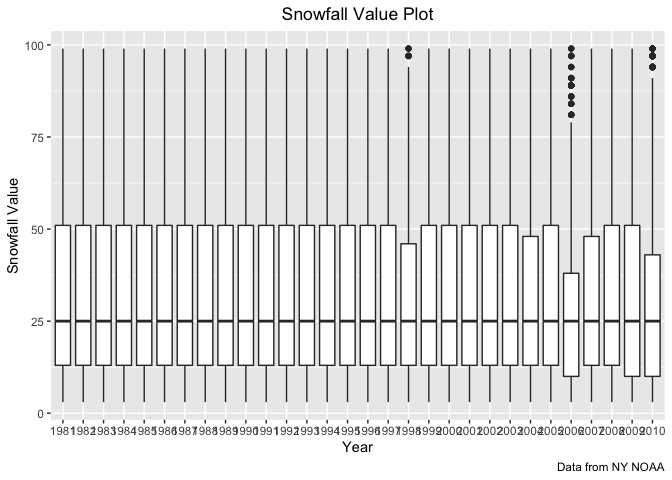 Snowfall Value Plot
100
75
50
25
0
Snowfall Value
1981 1982 1983 1984 1985 1986 1987 1988 1989 1990 1991 1992 1993 1994 1995 1996 1997 1998 1999 2000 2001 2002 2003 2004 2005 2006 2007 2008 2009 2010
Year
Data from NY NOAA